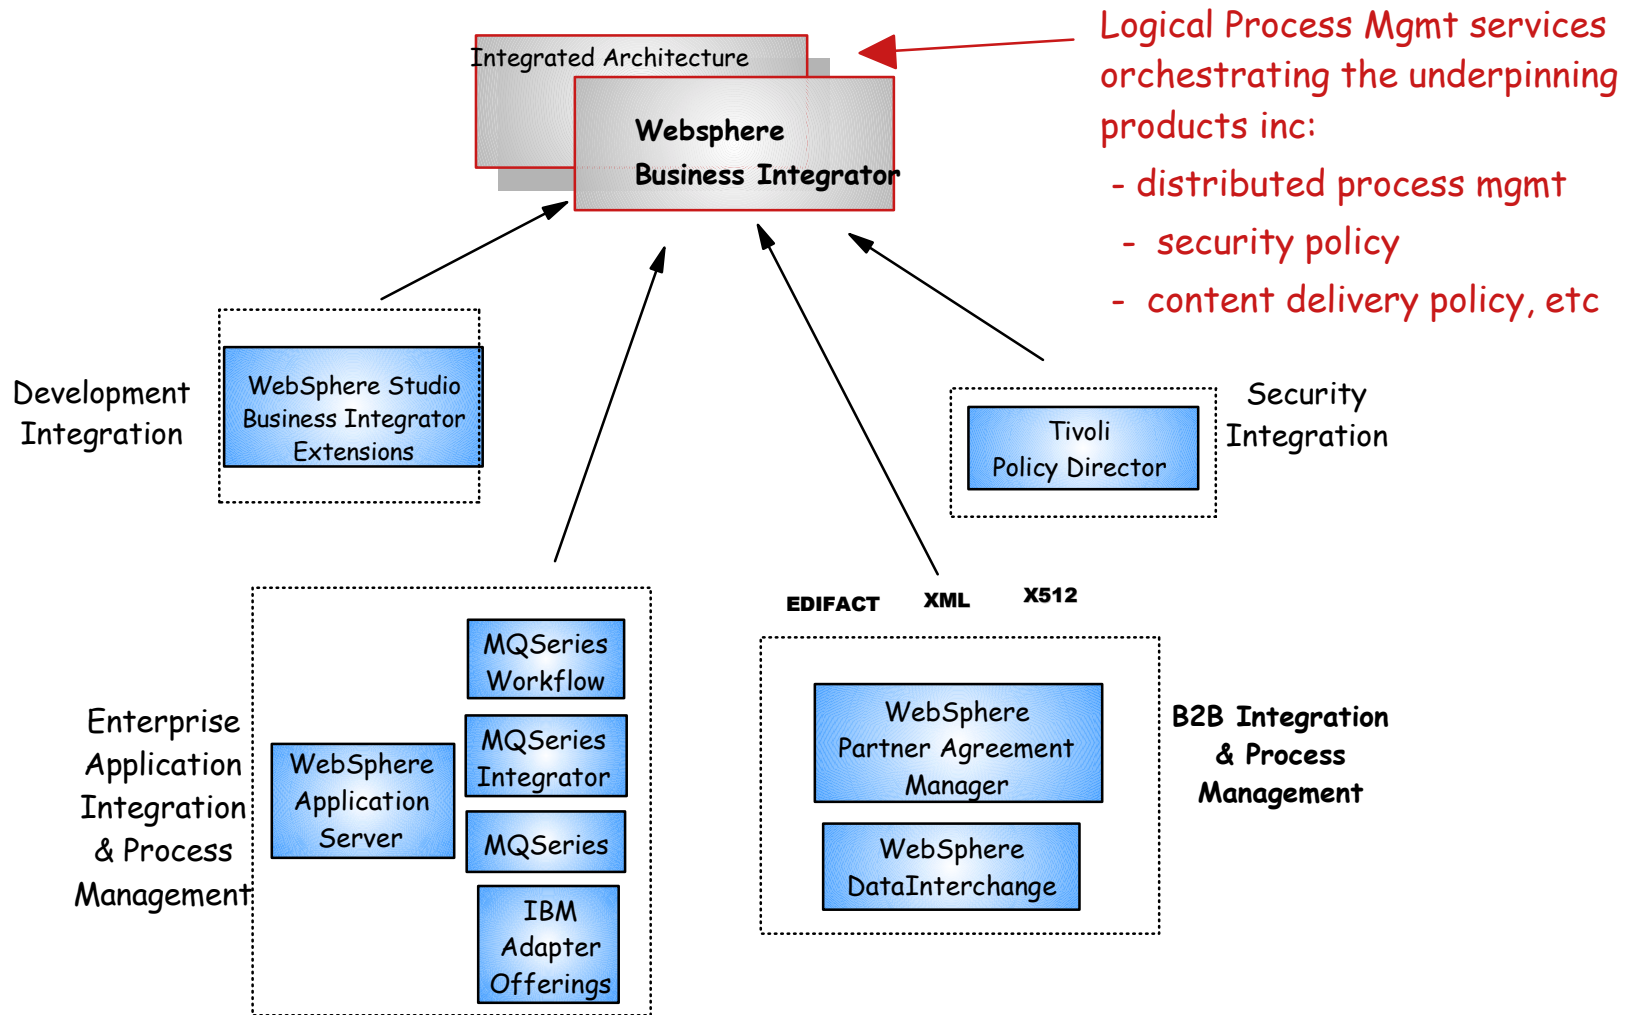 Integrated Architecture
Websphere
Business Integrator
Logical Process Mgmt services
orchestrating the underpinning
products inc:
- distributed process mgmt
- security policy
- content delivery policy, etc
Development
Integration
WebSphere Studio
Business Integrator
Extensions
Tivoli
Policy Director
Security
Integration
Enterprise
Application
Integration
& Process
Management
WebSphere
Application
Server
MQSeries
Workflow
MQSeries
Integrator
MQSeries
IBM
Adapter
Offerings
EDIFACT
XML
X512
WebSphere
Partner Agreement
Manager
WebSphere
DataInterchange
B2B Integration
& Process
Management